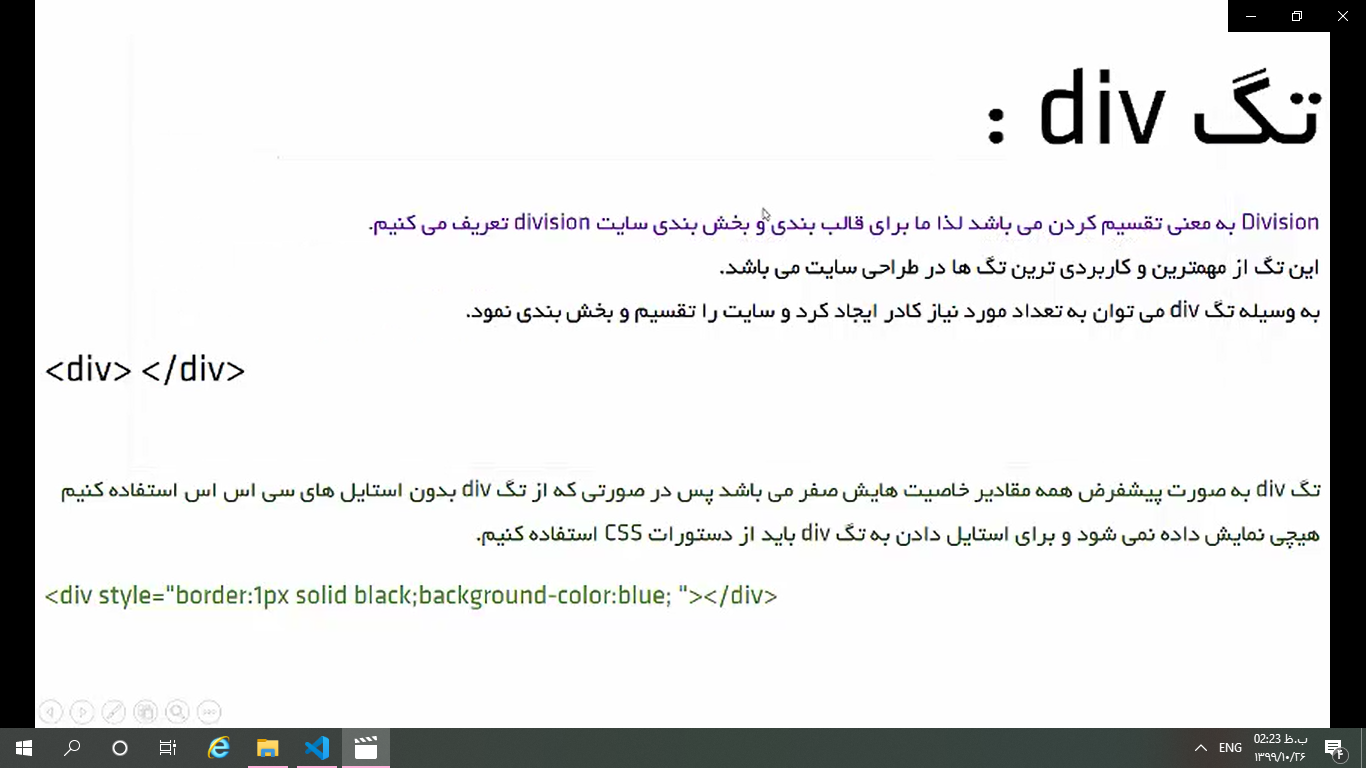 تگ div :
Division به معنی تقسیم کردن می باشد لذا ما برای قالب بندی و بخش بندی سایت division تعریف می کنیم.
این تگ از مهمترین و کاربردی ترین تگ ها در طراحی سایت می باشد.
به وسیله تگ div می توان به تعداد مورد نیاز کادر ایجاد کرد و سایت را تقسیم و بخش بندی نمود.
<div> </div>
تگ div به صورت پیشفرض همه مقادیر خاصیت هایش صفر می باشد پس در صورتی که از تگ div بدون استایل های سی اس اس استفاده کنیم
هیچی نمایش داده نمی شود و برای استایل دادن به تگ div باید از دستورات CSS استفاده کنیم.
<div style="border:1px solid black;background-color:blue; "></div>
ENG
02:23 ب.ظ
۱۳۹۹/۱۰/۲۶
۴